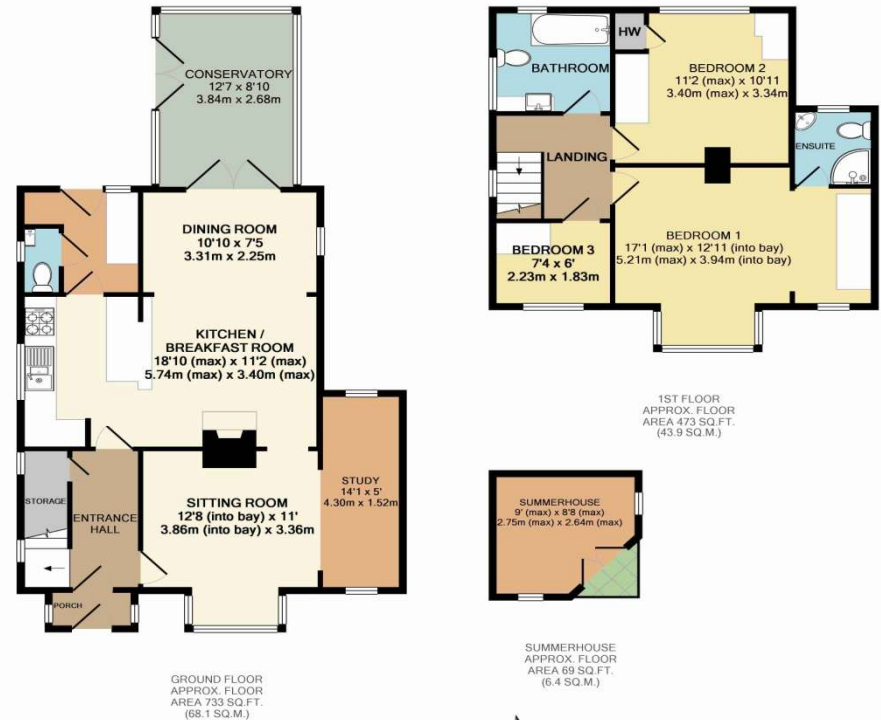 CONSERVATORY
12'7 x 8'10
3.84m x 2.68m
DINING ROOM
10'10 x 7'5
3.31m x 2.25m
KITCHEN /
BREAKFAST ROOM
18'10 (max) x 11'2 (max)
5.74m (max) x 3.40m (max)
STORAGE
ENTRANCE
HALL
SITTING ROOM
12'8 (into bay) x 11'
3.86m (into bay) x 3.36m
STUDY
14'1 x 5'
4.30m x 1.52m
PORCH
GROUND FLOOR
APPROX. FLOOR
AREA 733 SQ.FT.
(68.1 SQ.M.)
BATHROOM
HW
BEDROOM 2
11'2 (max) x 10'11
3.40m (max) x 3.34m
LANDING
ENSUITE
BEDROOM 3
7'4 x 6'
2.23m x 1.83m
BEDROOM 1
17'1 (max) x 12'11 (into bay)
5.21m (max) x 3.94m (into bay)
1ST FLOOR
APPROX. FLOOR
AREA 473 SQ.FT.
(43.9 SQ.M.)
SUMMERHOUSE
9' (max) x 8'8 (max)
2.75m (max) x 2.64m (max)
SUMMERHOUSE
APPROX. FLOOR
AREA 69 SQ.FT.
(6.4 SQ.M.)